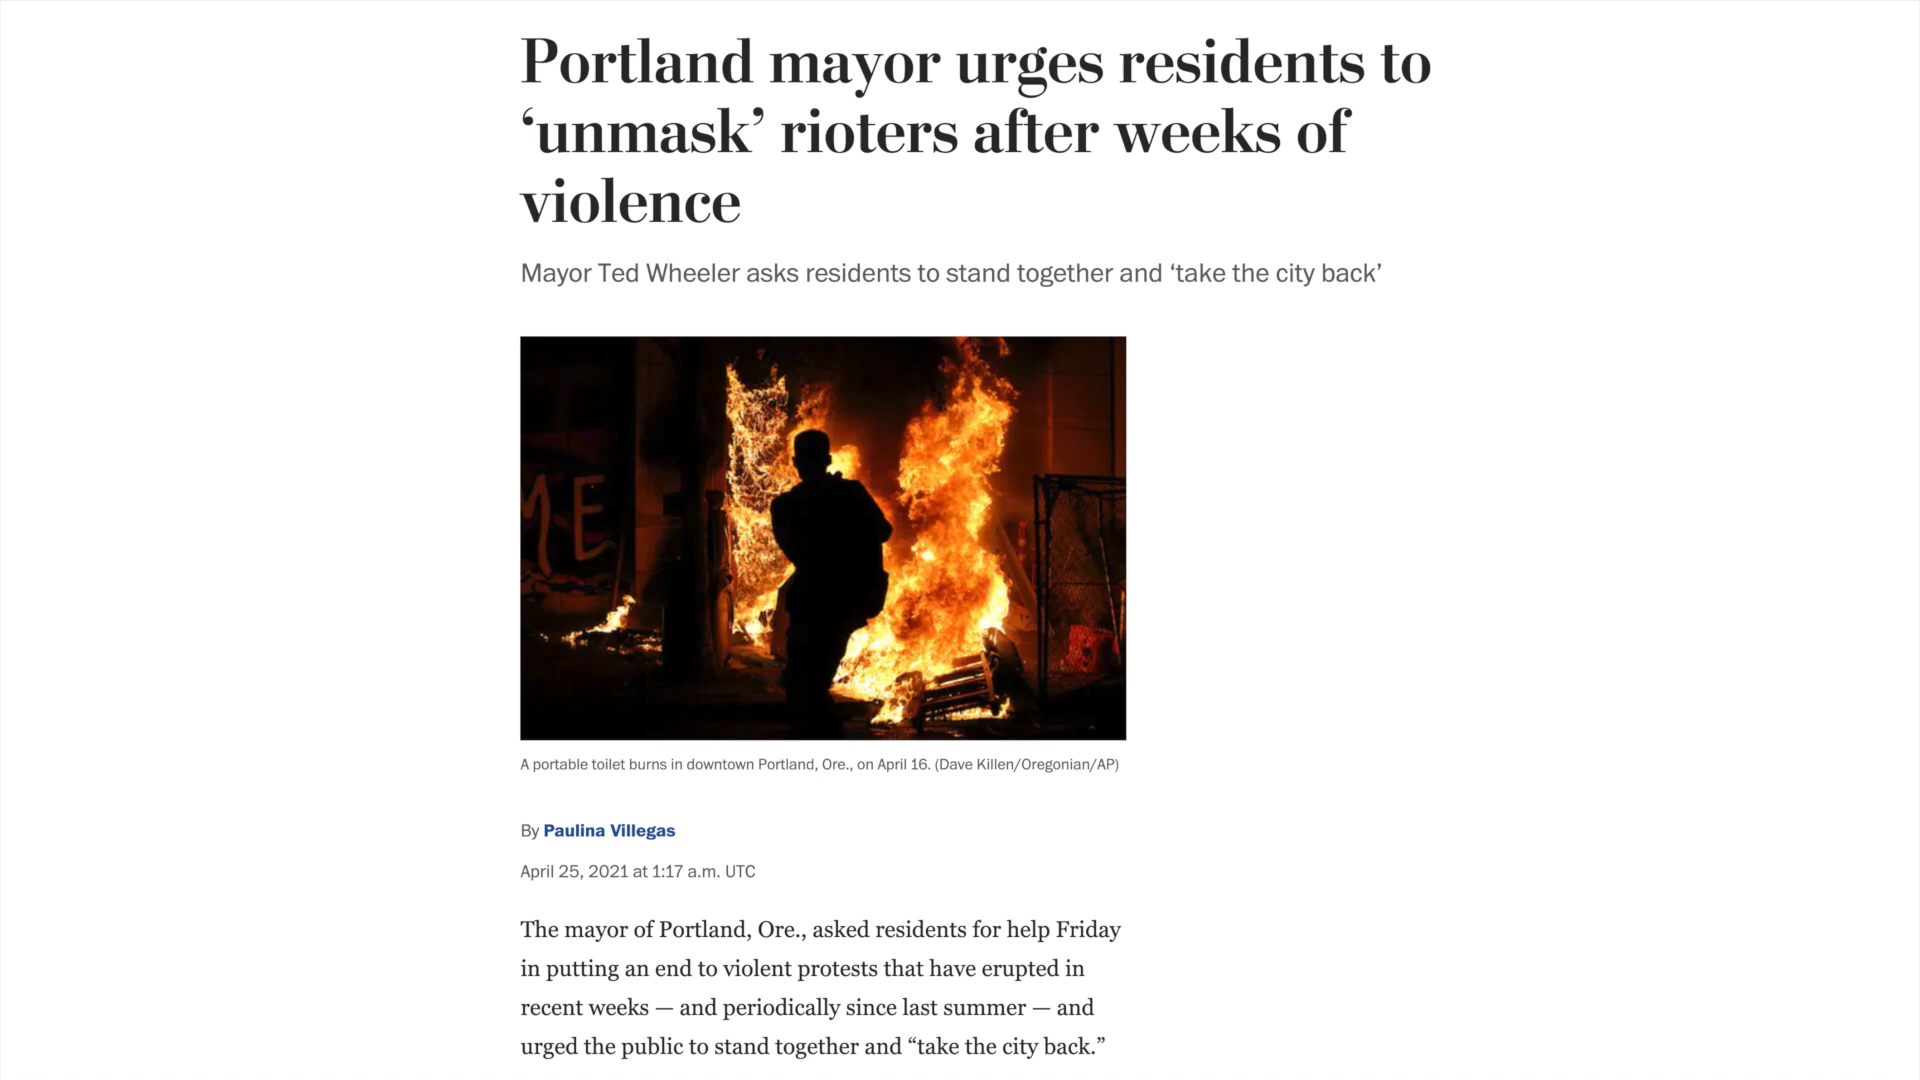 Portland mayor urges residents to
‘unmask’ rioters after weeks of
violence
Mayor Ted Wheeler asks residents to stand together and ‘take the city back’
ME
A portable toilet burns in downtown Portland, Ore., on April 16. (Dave Killen/Oregonian/AP)
By Paulina Villegas
April 25, 2021 at 1:17 a.m. UTC
The mayor of Portland, Ore., asked residents for help Friday
in putting an end to violent protests that have erupted in
recent weeks — and periodically since last summer — and
urged the public to stand together and “take the city back.”